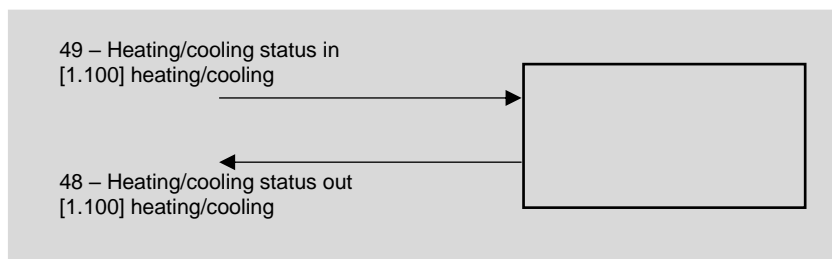 49 – Heating/cooling status in
[1.100] heating/cooling
48 – Heating/cooling status out
[1.100] heating/cooling